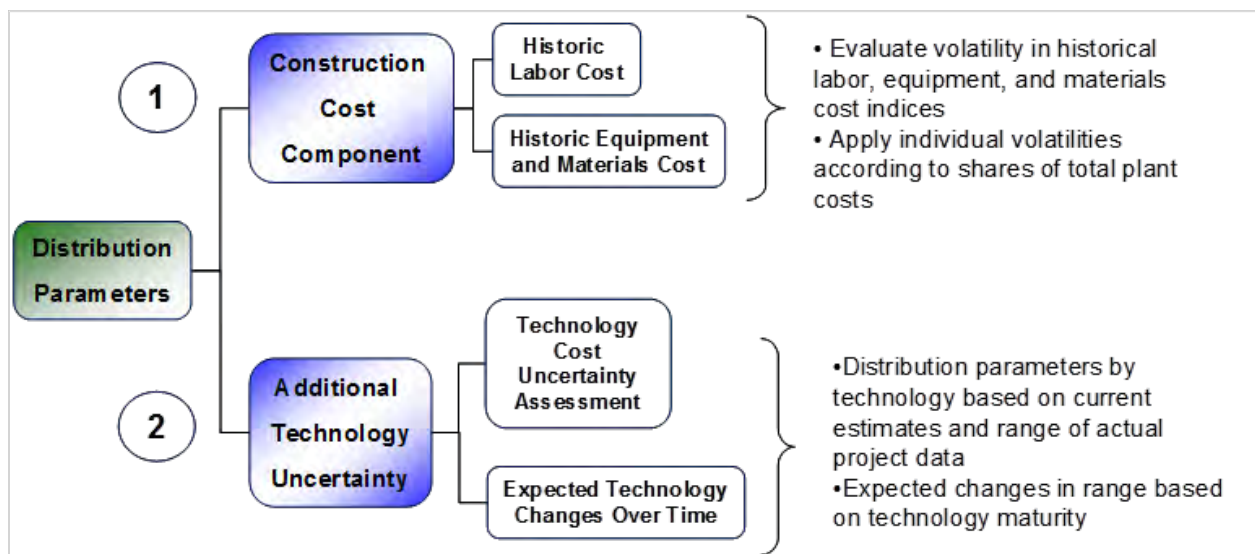 1
Construction
Cost
Component
Historic
Labor Cost
Historic Equipment
and Materials Cost
• Evaluate volatility in historical
labor, equipment, and materials
cost indices
• Apply individual volatilities
according to shares of total plant
costs
Distribution
Parameters
2
Additional
Technology
Uncertainty
Technology
Cost
Uncertainty
Assessment
Expected Technology
Changes Over Time
•Distribution parameters by
technology based on current
estimates and range of actual
project data
•Expected changes in range based
on technology maturity